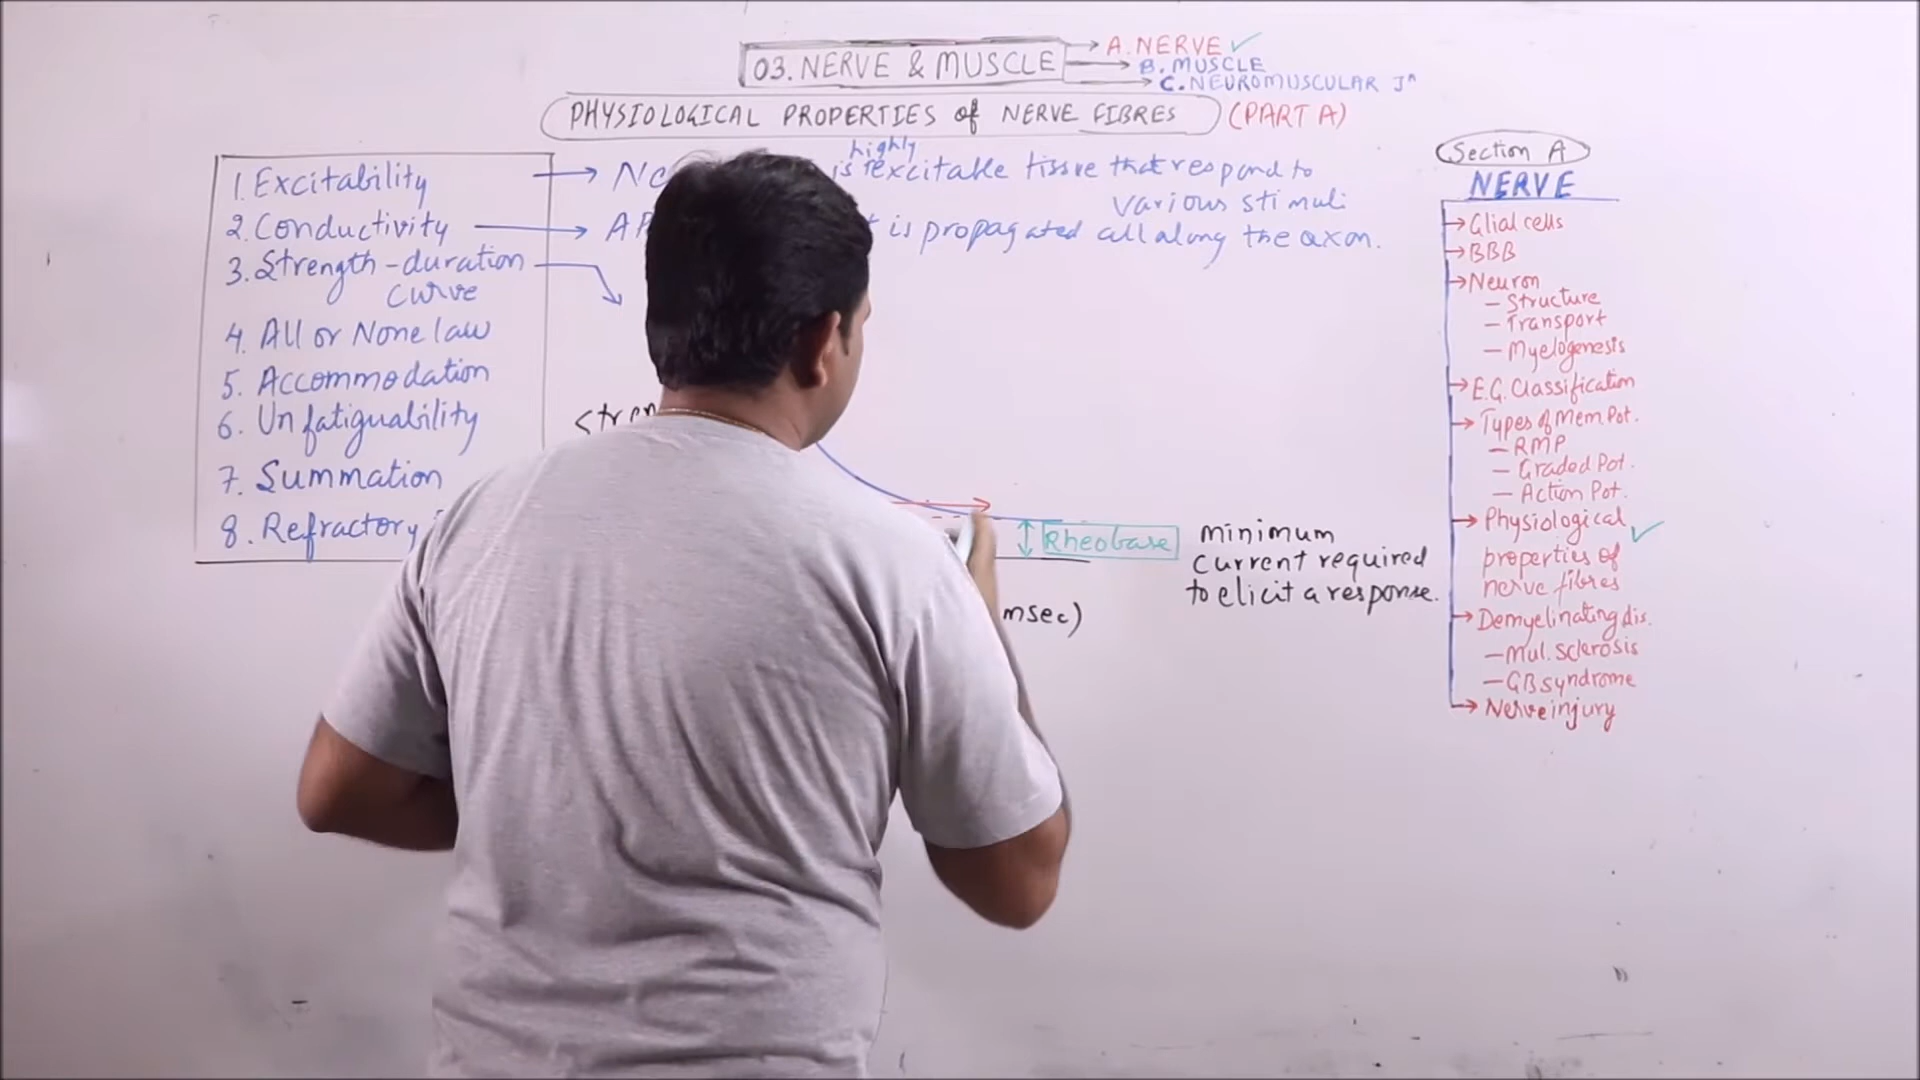 03. NERVE & MUSCLE
A. NERVE ✓
B. MUSCLE
C. NEUROMUSCULAR Jⁿ
PHYSIOLOGICAL PROPERTIES of NERVE FIBRES (PART A)
1. Excitability
2. Conductivity
3. Strength-duration
curve
4. All or None law
5. Accommodation
6. Unfatiguability
7. Summation
8. Refractory
highly
is excitable tissue that respond to
various stimuli
is propagated all along the axon.
Rheobase
minimum
current required
to elicit a response.
msec)
Section A
NERVE
→Glial cells
→BBB
→Neuron
- Structure
- Transport
- Myelogenesis
→E.G. Classification
→Types of Mem Pot.
- RMP
- Graded Pot.
- Action Pot.
→Physiological ✓
properties of
nerve fibres
→Demyelinating dis.
- Mul. Sclerosis
- GB syndrome
→Nerve injury